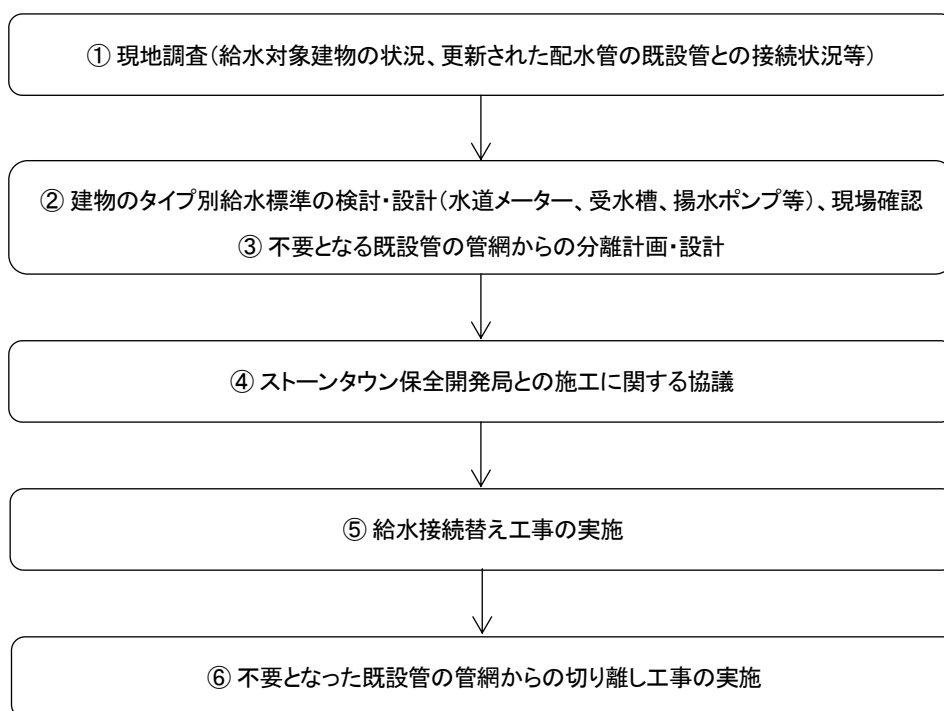 ① 現地調査(給水対象建物の状況、更新された配水管の既設管との接続状況等)
② 建物のタイプ別給水標準の検討・設計(水道メーター、受水槽、揚水ポンプ等)、現場確認
③ 不要となる既設管の管網からの分離計画・設計
④ ストーンタウン保全開発局との施工に関する協議
⑤ 給水接続替え工事の実施
⑥ 不要となった既設管の管網からの切り離し工事の実施